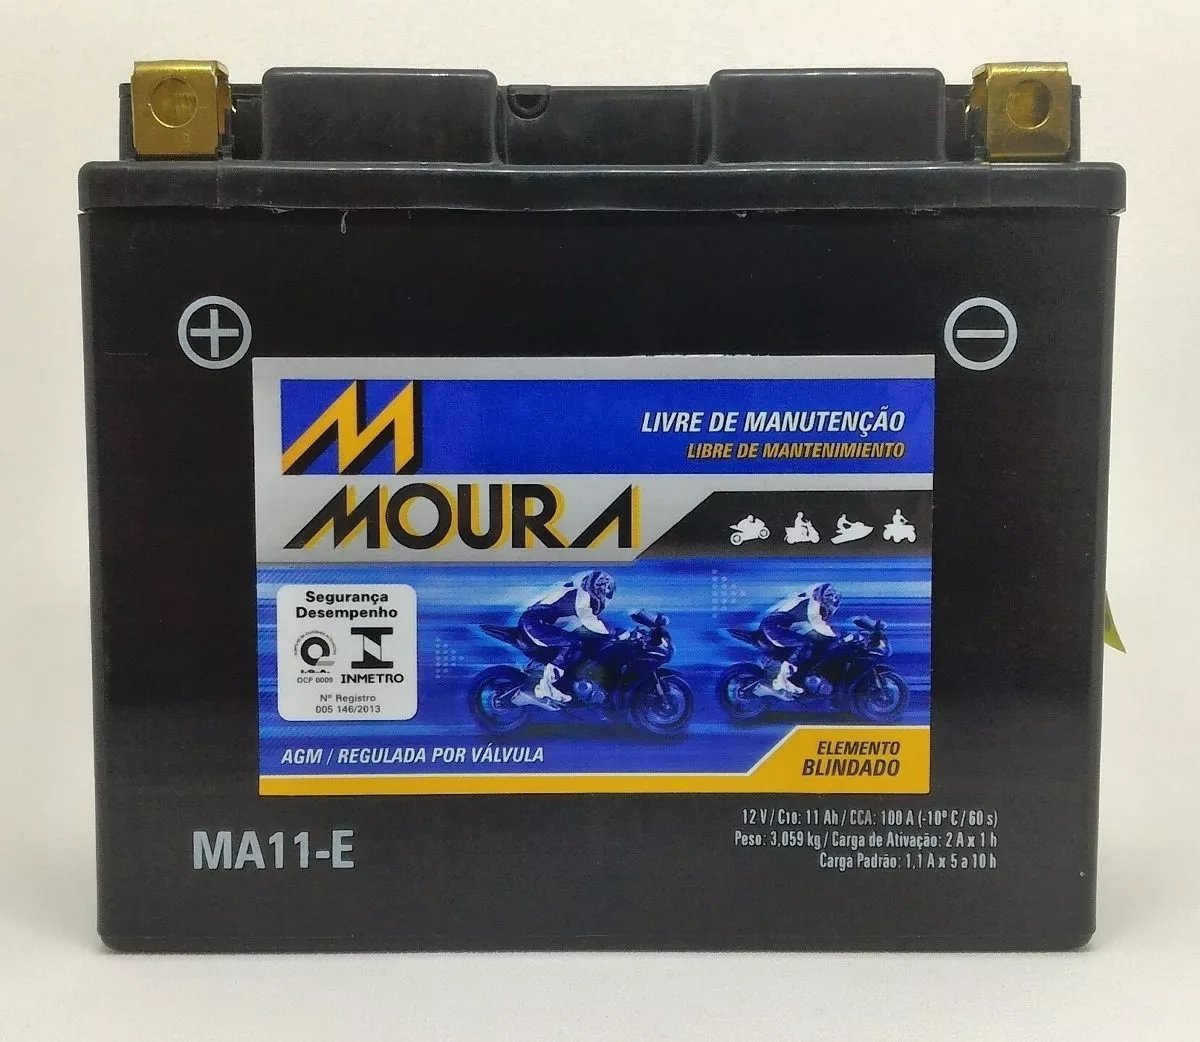 LIVRE DE MANUTENÇÃO
LIBRE DE MANTENIMIENTO
MOURA
Segurança
Desempenho
OCP 0009
INMETRO
Nº Registro
005 146/2013
AGM / REGULADA POR VÁLVULA
ELEMENTO
BLINDADO
MA11-E
12 V / C10: 11 Ah / CCA: 100 A (-10° C / 60 s)
Peso: 3,059 kg / Carga de Ativação: 2 A x 1 h
Carga Padrão: 1,1 A x 5 a 10 h